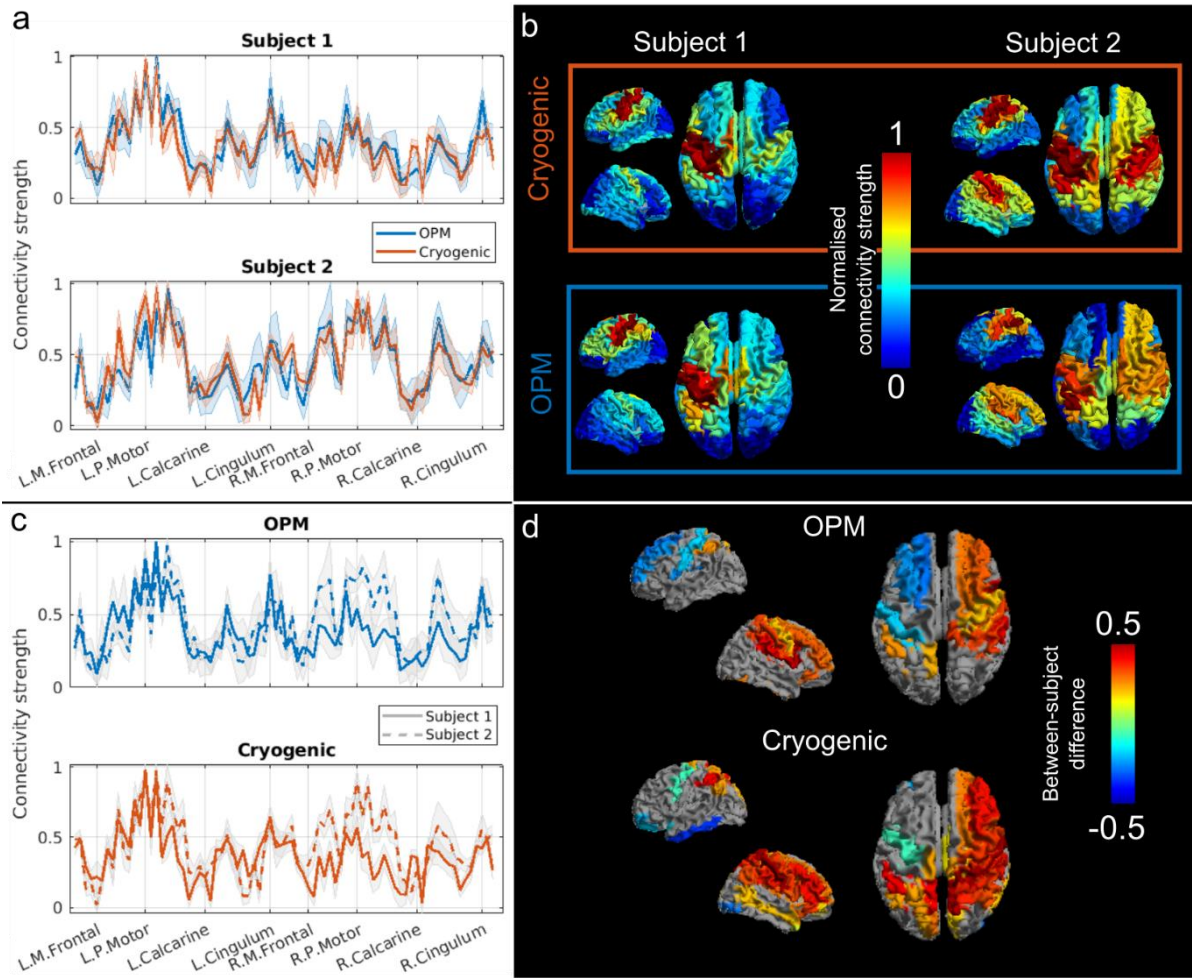 a
Subject 1
1
0.5
0
OPM
Cryogenic
Subject 2
1
0.5
0
Connectivity strength
L.M.Frontal
L.P.Motor
L.Calcarine
L.Cingulum
R.M.Frontal
R.P.Motor
R.Calcarine
R.Cingulum
b
Subject 1
Subject 2
Cryogenic
OPM
1
Normalised
connectivity strength
0
c
OPM
1
0.5
0
Subject 1
Subject 2
Cryogenic
1
0.5
0
Connectivity strength
L.M.Frontal
L.P.Motor
L.Calcarine
L.Cingulum
R.M.Frontal
R.P.Motor
R.Calcarine
R.Cingulum
d
OPM
Cryogenic
0.5
Between-subject
difference
-0.5